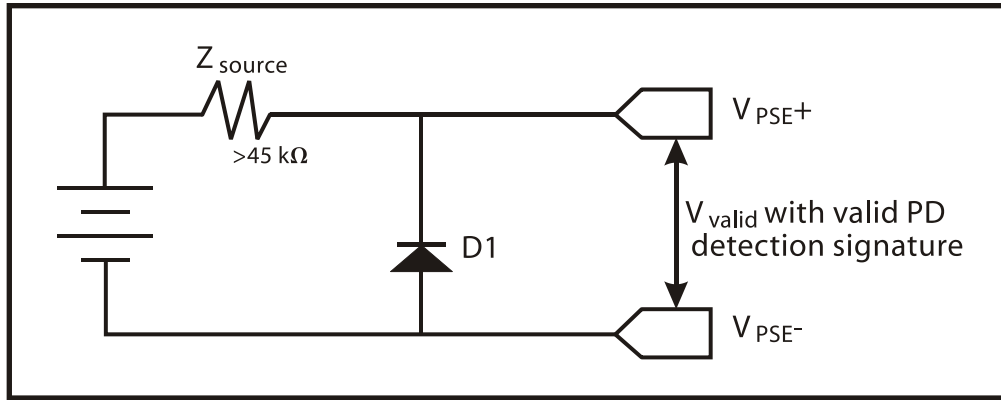 Z source
>45 kΩ
V PSE+
D1
V valid with valid PD
detection signature
V PSE-